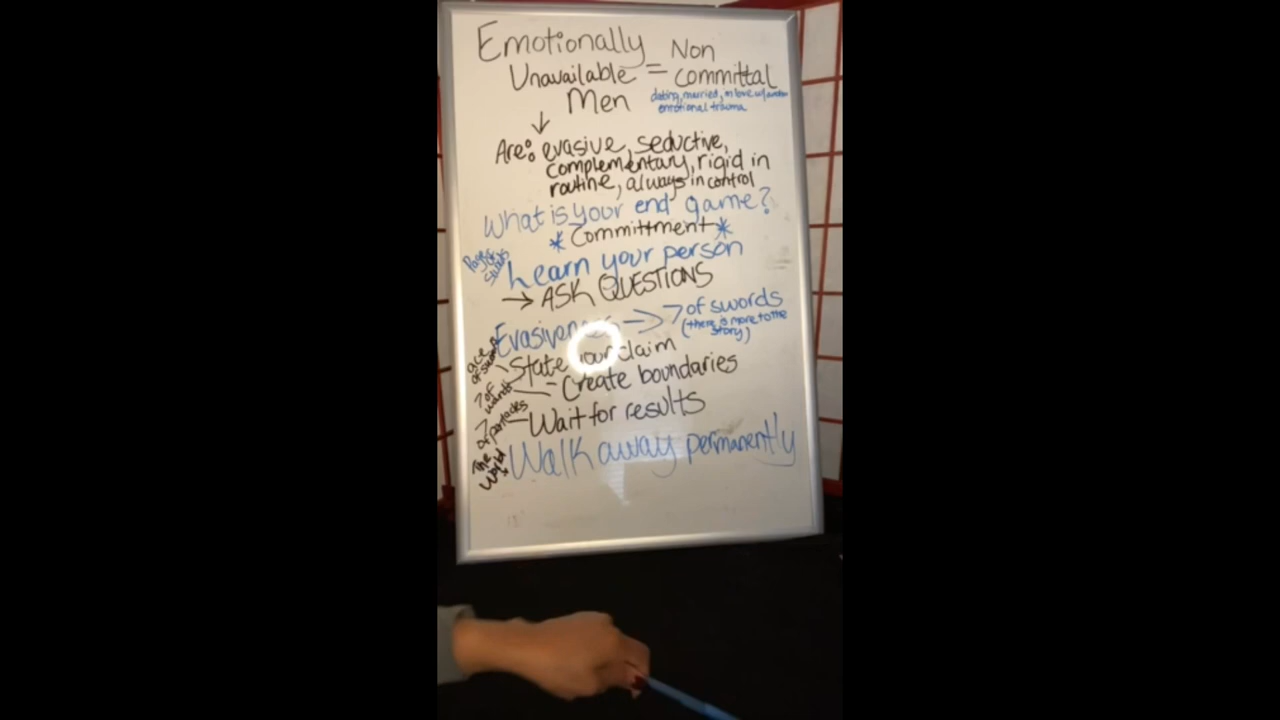 Emotionally
Unavailable = Non committal
Men
dating, married, in love w/ another
emotional trauma
Are: evasive, seductive,
complementary, rigid in
routine, always in control
What is your end game?
* Committment *
Page of swords
Learn your person
→ ASK QUESTIONS
Evasiveness → 7 of swords
(there is more to the
story)
ace of swords
- State your claim
7 of wands
- Create boundaries
7 of pentacles
- Wait for results
The World
Walk away permanently